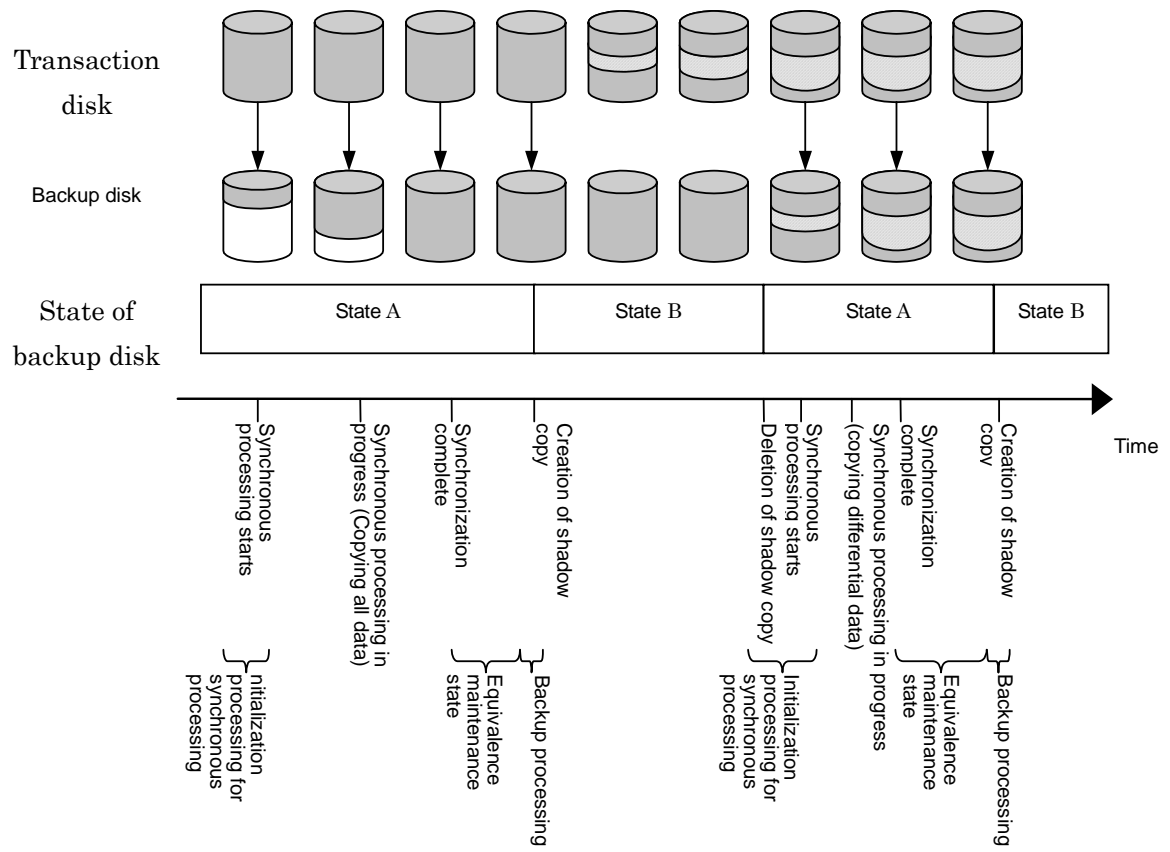 Transaction
disk
Backup disk
State of
backup disk
State A
State B
State A
State B
Time
Synchronous
processing starts
Synchronous processing in
progress (Copying all data)
Synchronization
complete
Creation of shadow
copy
Deletion of shadow copy
Synchronous
processing starts
Synchronous processing in progress
(copying differential data)
Synchronization
complete
Creation of shadow
copy
nitialization
processing for
synchronous
processing
Equivalence
maintenance
state
Backup processing
Initialization
processing for
synchronous
processing
Equivalence
maintenance
state
Backup processing